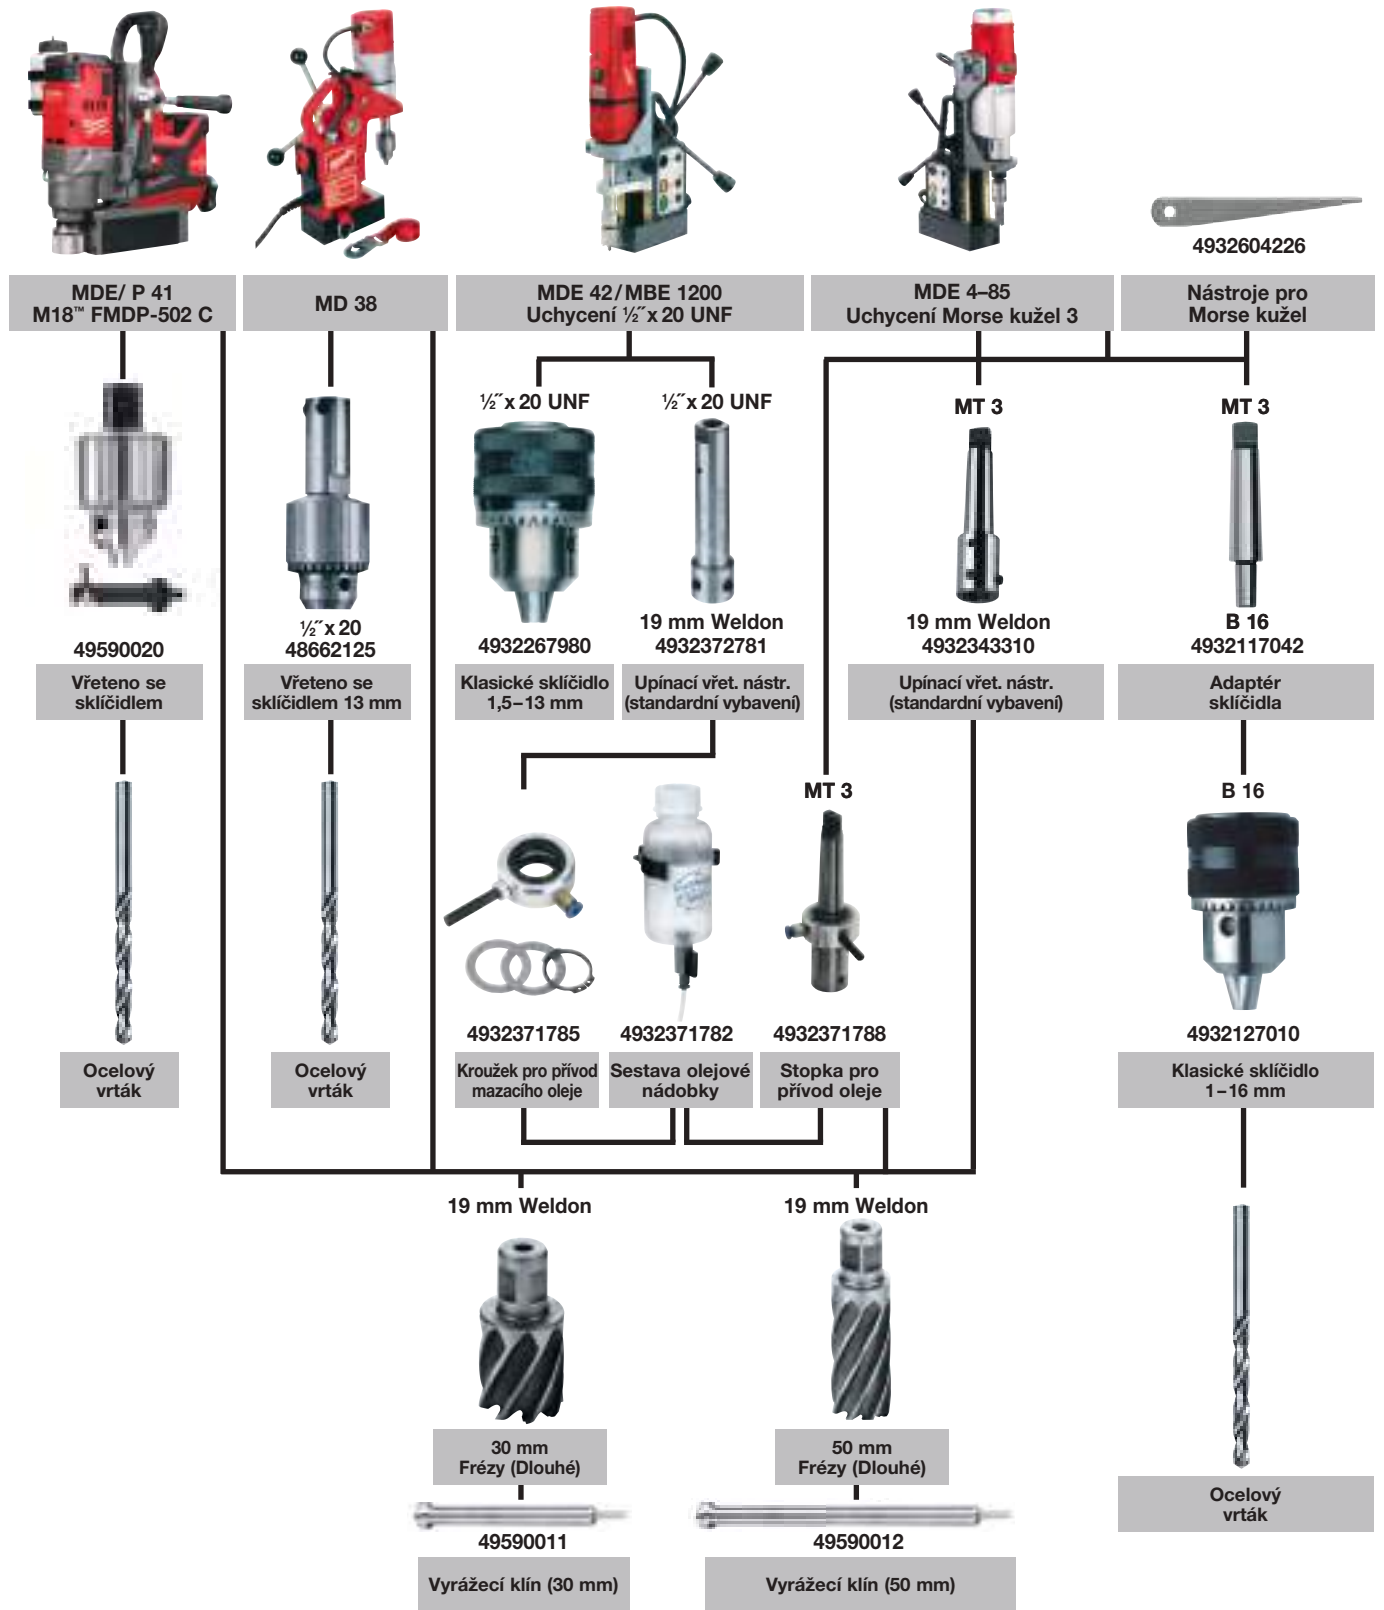 4932604226
MDE/ P 41
M18™ FMDP-502 C
MD 38
MDE 42/MBE 1200
Uchycení ½˝x 20 UNF
MDE 4–85
Uchycení Morse kužel 3
Nástroje pro
Morse kužel
½˝x 20 UNF
½˝x 20 UNF
MT 3
MT 3
49590020
½˝x 20
48662125
4932267980
19 mm Weldon
4932372781
19 mm Weldon
4932343310
B 16
4932117042
Vřeteno se
sklíčidlem
Vřeteno se
sklíčidlem 13 mm
Klasické sklíčidlo
1,5–13 mm
Upínací vřet. nástr.
(standardní vybavení)
Upínací vřet. nástr.
(standardní vybavení)
Adaptér
sklíčidla
MT 3
B 16
4932371785
4932371782
4932371788
4932127010
Ocelový
vrták
Ocelový
vrták
Kroužek pro přívod
mazacího oleje
Sestava olejové
nádobky
Stopka pro
přívod oleje
Klasické sklíčidlo
1–16 mm
19 mm Weldon
19 mm Weldon
30 mm
Frézy (Dlouhé)
50 mm
Frézy (Dlouhé)
Ocelový
vrták
49590011
49590012
Vyrážecí klín (30 mm)
Vyrážecí klín (50 mm)